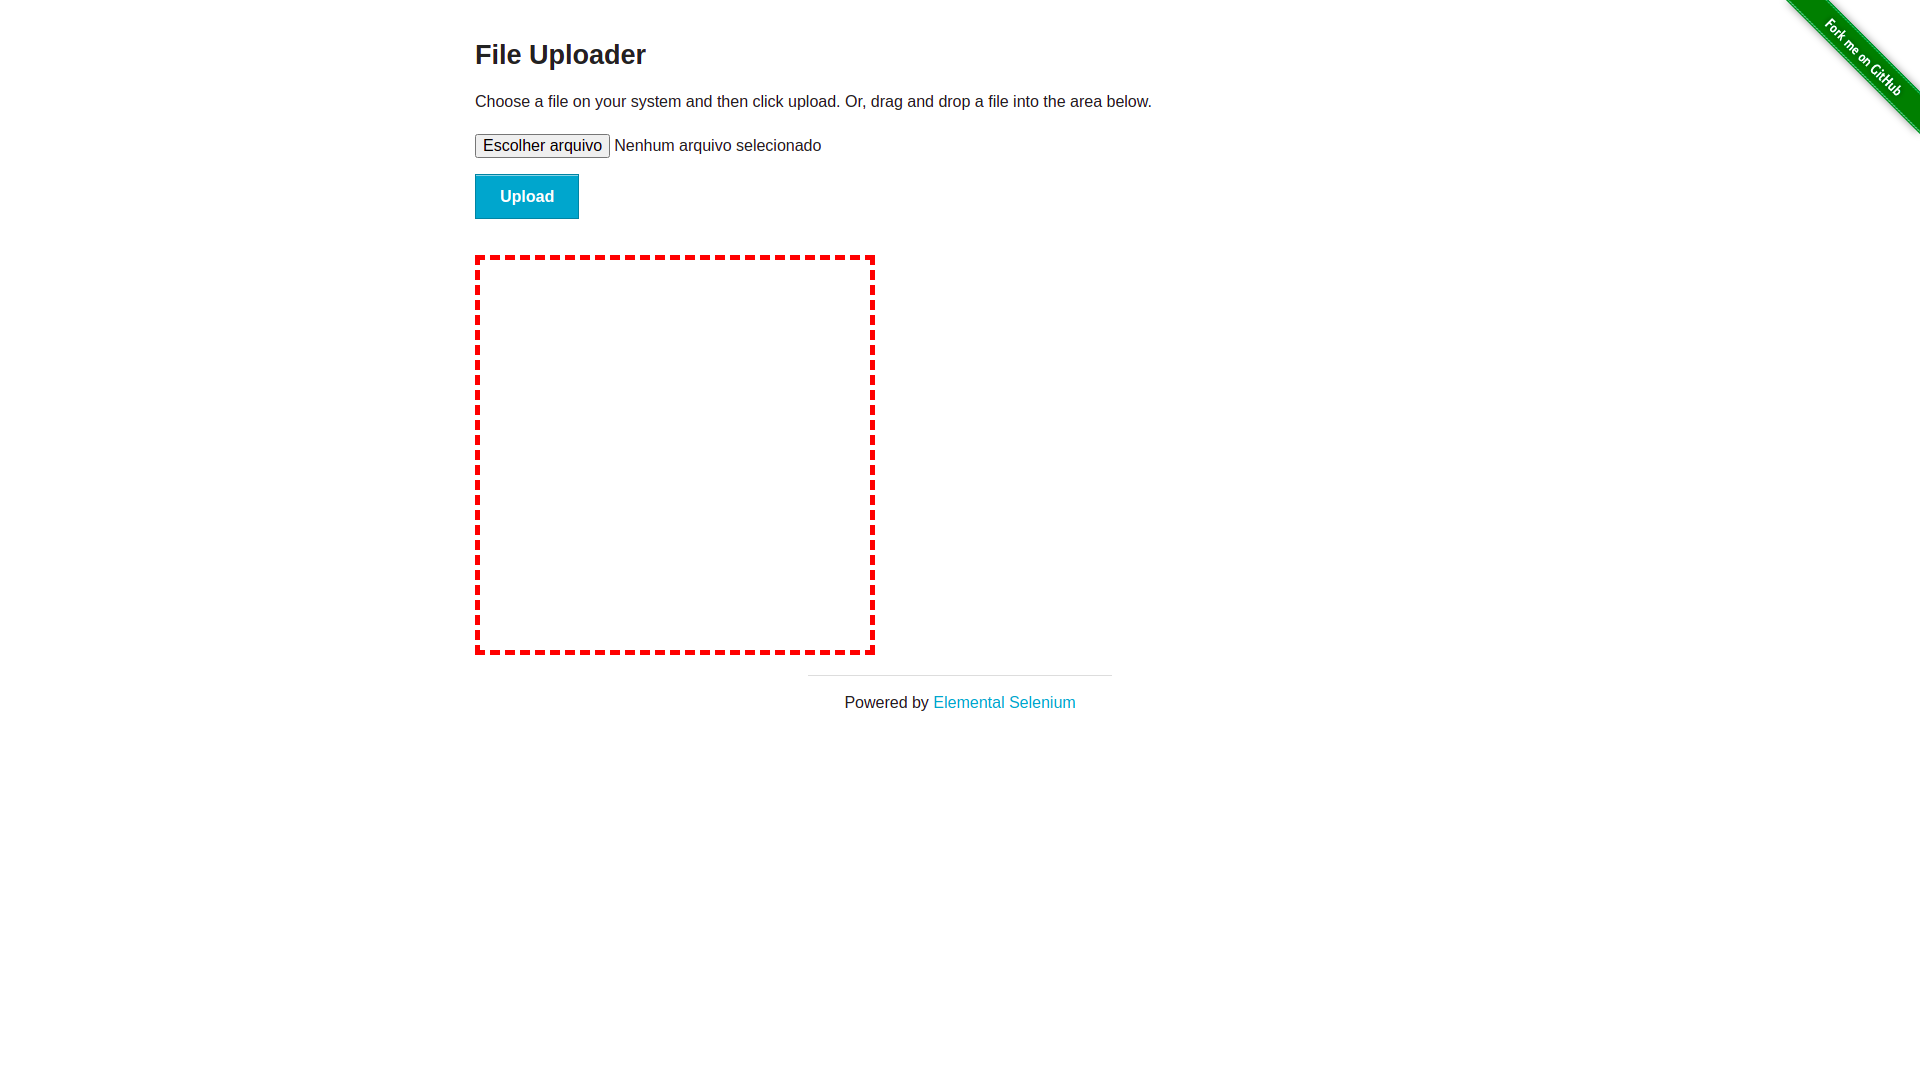 Fork me on GitHub
File Uploader
Choose a file on your system and then click upload. Or, drag and drop a file into the area below.
Escolher arquivo Nenhum arquivo selecionado
Upload
Powered by Elemental Selenium